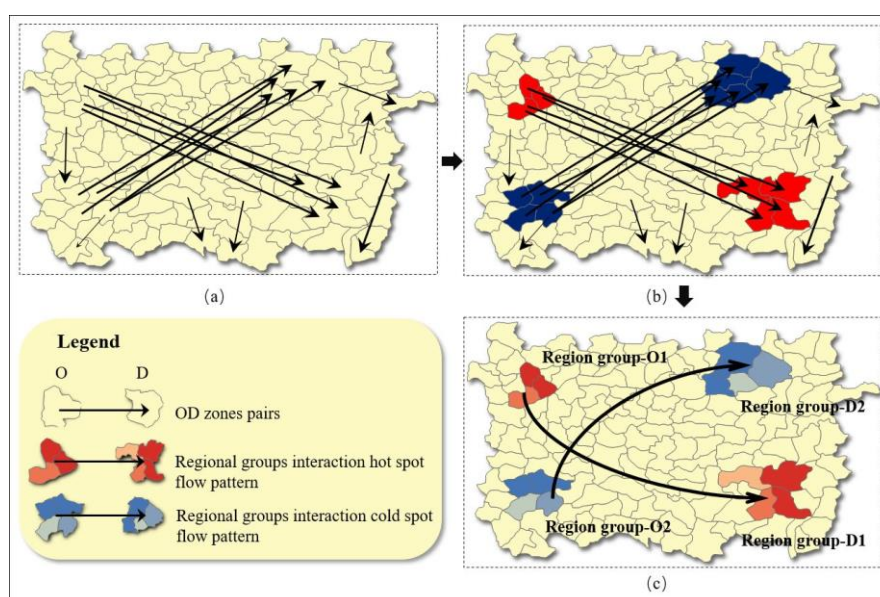 (a)
(b)
Legend
O D
OD zones pairs
Regional groups interaction hot spot
flow pattern
Regional groups interaction cold spot
flow pattern
Region group-O1
Region group-D2
Region group-O2
Region group-D1
(c)